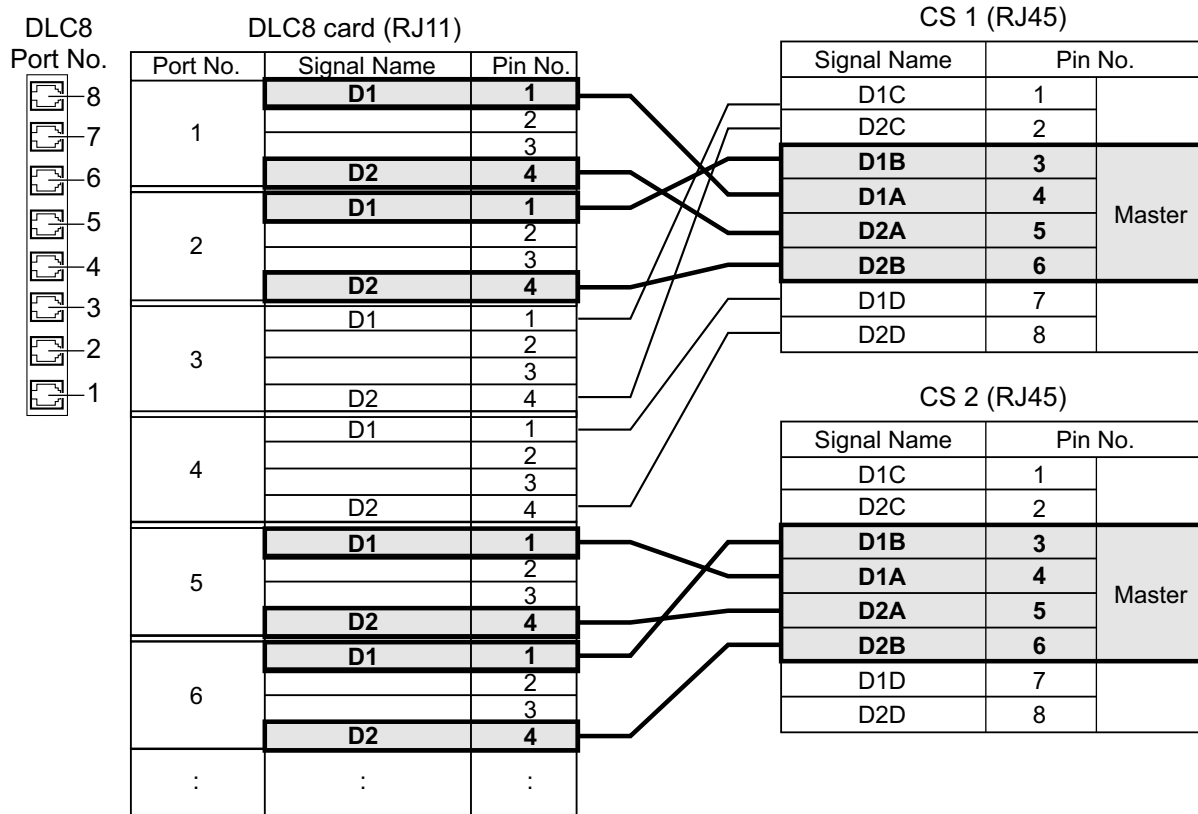 DLC8
Port No.
8
7
6
5
4
3
2
1
DLC8 card (RJ11)
Port No. Signal Name Pin No.
1
D1 1
2
3
D2 4
2
D1 1
2
3
D2 4
3
D1 1
2
3
D2 4
4
D1 1
2
3
D2 4
5
D1 1
2
3
D2 4
6
D1 1
2
3
D2 4
: : :
CS 1 (RJ45)
Signal Name Pin No.
D1C 1
D2C 2
D1B 3
D1A 4
Master
D2A 5
D2B 6
D1D 7
D2D 8
CS 2 (RJ45)
Signal Name Pin No.
D1C 1
D2C 2
D1B 3
D1A 4
Master
D2A 5
D2B 6
D1D 7
D2D 8